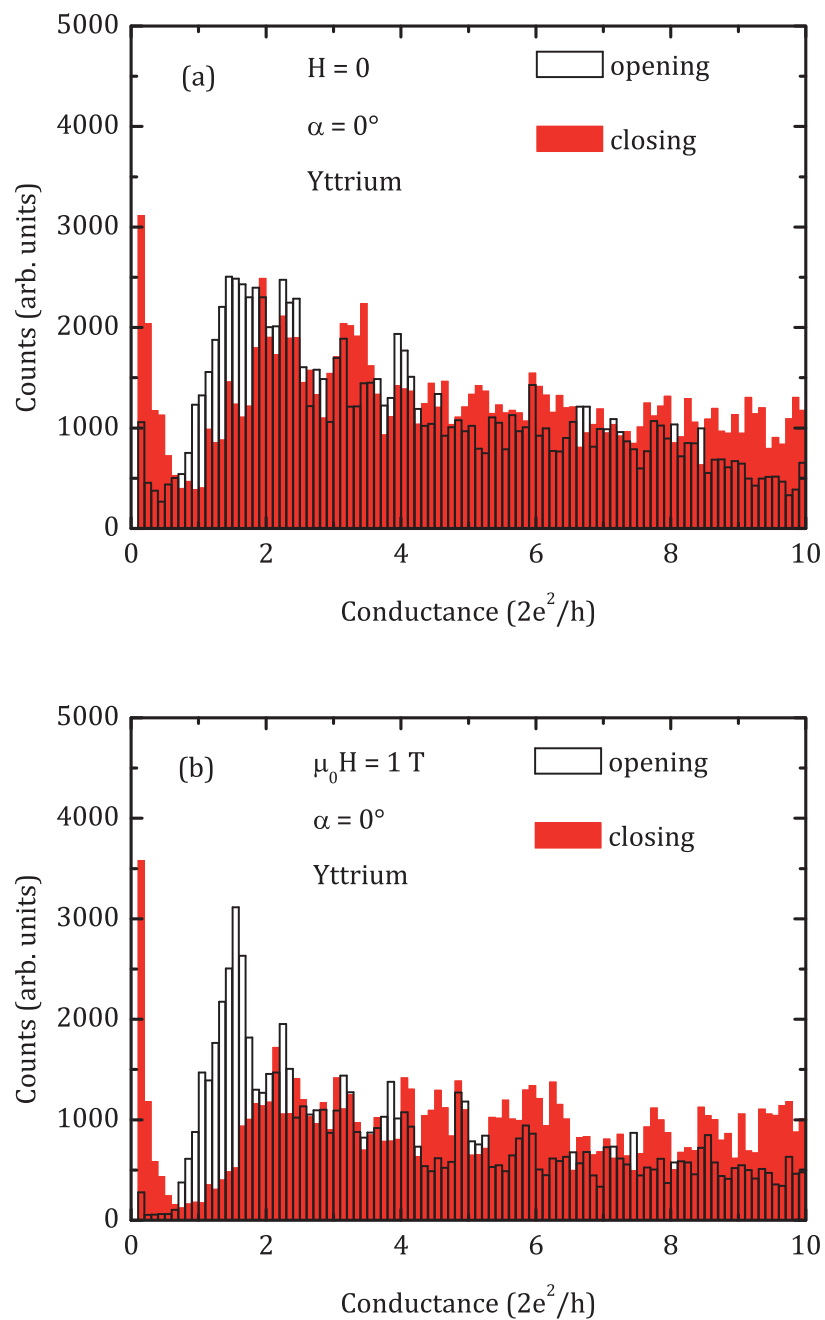 5000
(a)
H = 0
opening
α = 0°
closing
Yttrium
4000
3000
2000
1000
0
Counts (arb. units)
0 2 4 6 8 10
Conductance (2e²/h)
5000
(b)
μ₀H = 1 T
opening
α = 0°
closing
Yttrium
4000
3000
2000
1000
0
Counts (arb. units)
0 2 4 6 8 10
Conductance (2e²/h)